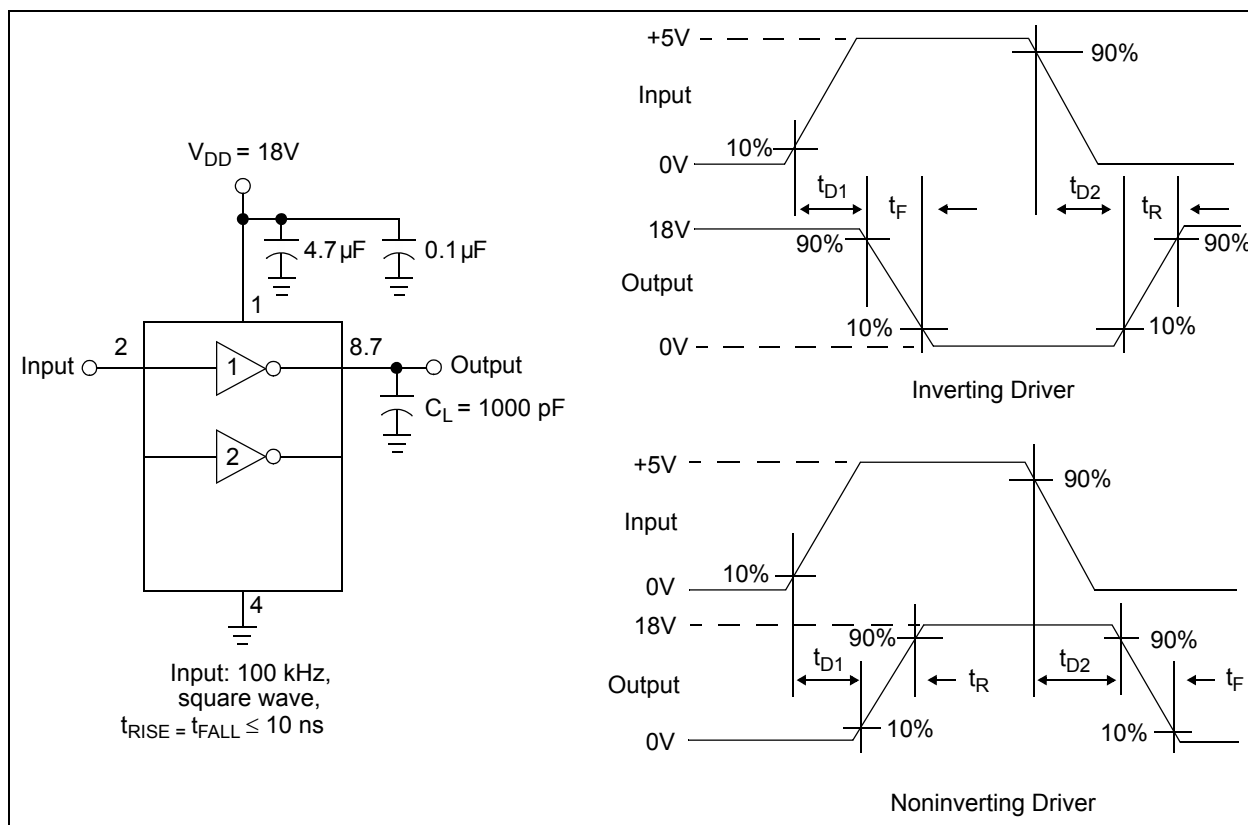 V_DD = 18V
4.7 µF
0.1 µF
1
2
8.7
Input
1
Output
C_L = 1000 pF
2
4
Input: 100 kHz,
square wave,
t_RISE = t_FALL ≤ 10 ns
+5V
90%
Input
10%
0V
t_D1
t_F
t_D2
t_R
18V
90%
90%
Output
10%
10%
0V
Inverting Driver
+5V
90%
Input
10%
0V
18V
90%
90%
t_D1
t_R
t_D2
t_F
Output
10%
10%
0V
Noninverting Driver